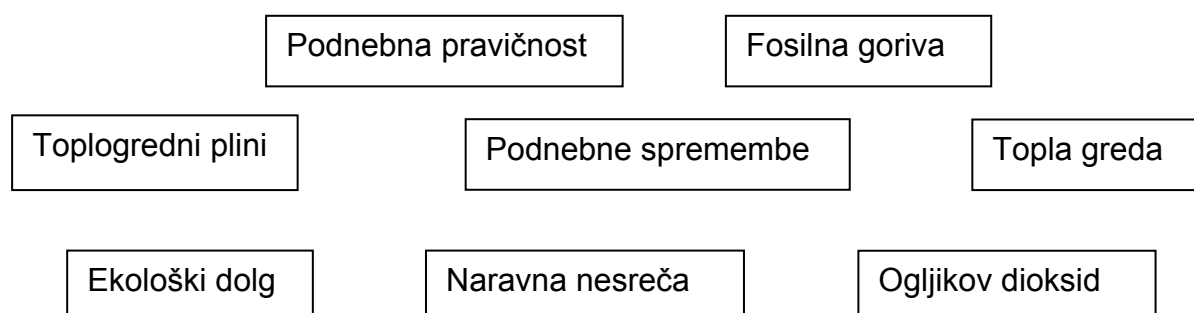 Podnebna pravičnost
Fosilna goriva
Toplogredni plini
Podnebne spremembe
Topla greda
Ekološki dolg
Naravna nesreča
Ogljikov dioksid